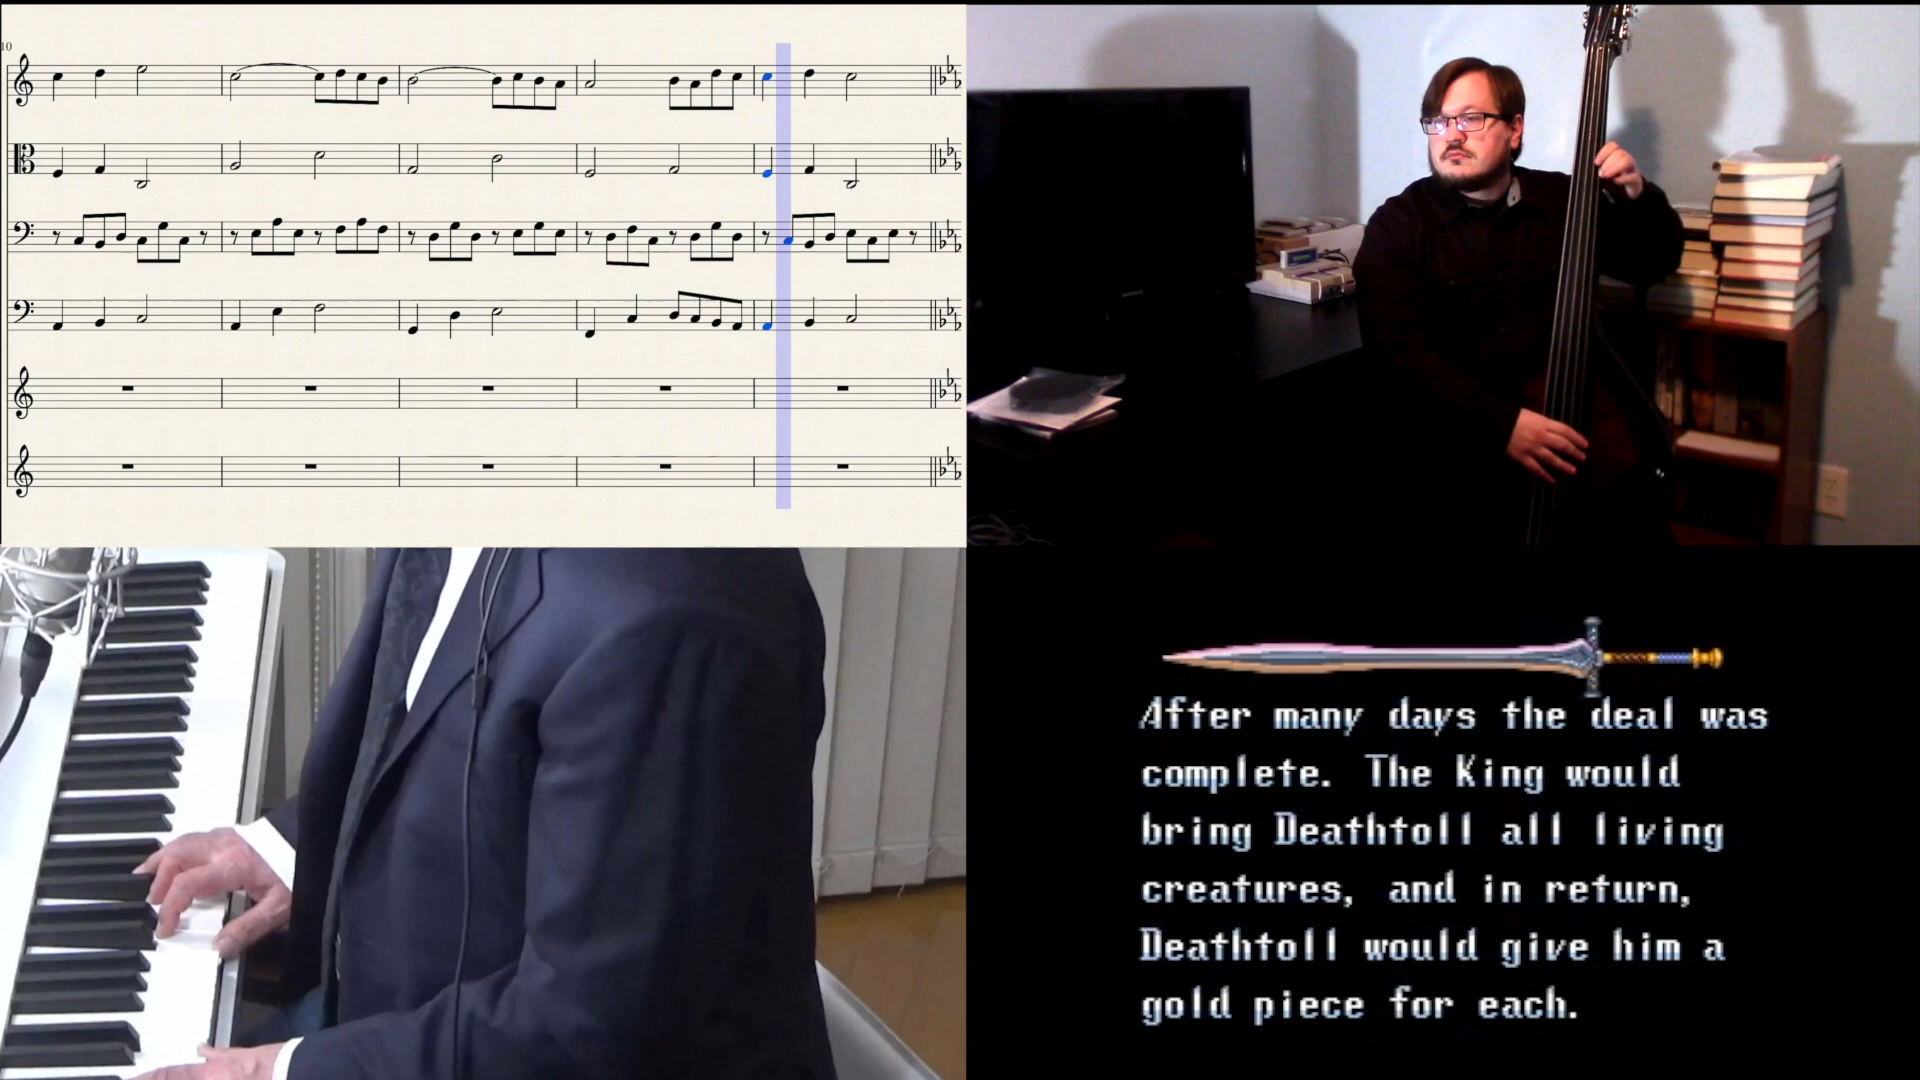 10
After many days the deal was
complete. The King would
bring Deathtoll all living
creatures, and in return,
Deathtoll would give him a
gold piece for each.